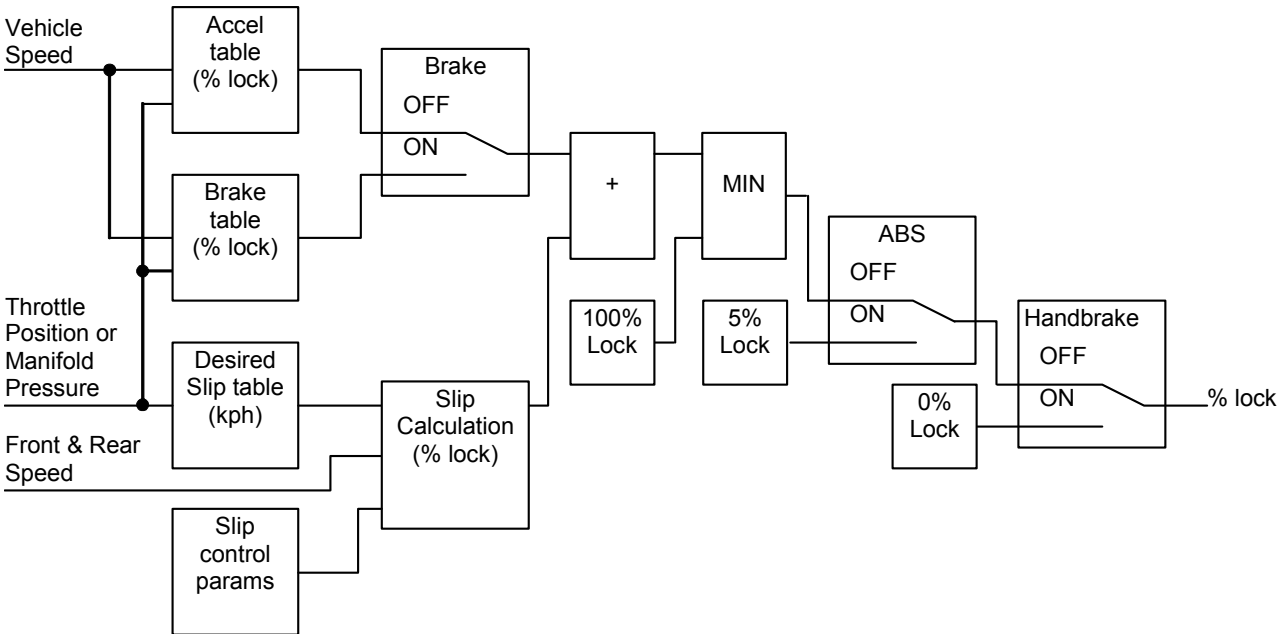 Vehicle
Speed
Accel
table
(% lock)
Brake
OFF
ON
Brake
table
(% lock)
+
MIN
ABS
OFF
ON
100%
Lock
5%
Lock
Handbrake
OFF
ON
0%
Lock
% lock
Throttle
Position or
Manifold
Pressure
Desired
Slip table
(kph)
Slip
Calculation
(% lock)
Front & Rear
Speed
Slip
control
params